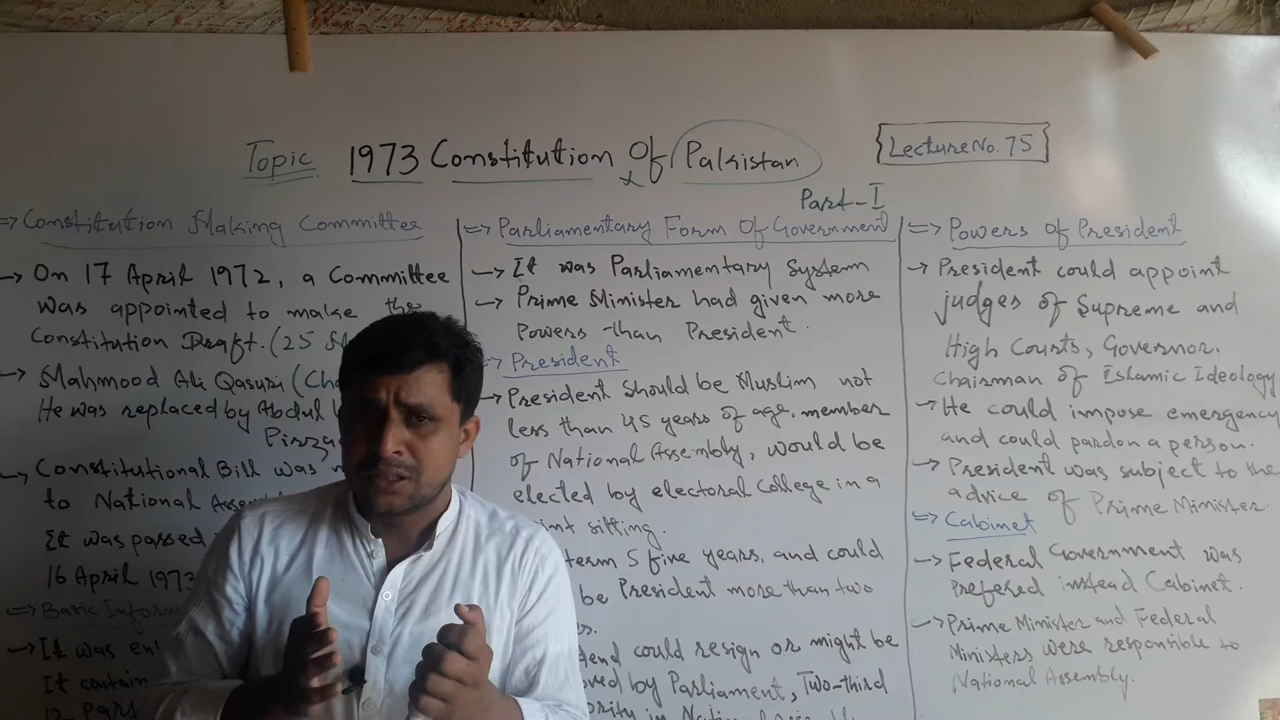 Topic 1973 Constitution Of Pakistan
Lecture No. 75
Part-I
⇒ Constitution Making Committee
→ On 17 April 1972, a Committee
was appointed to make the
Constitution Draft. (25
→ Mahmood Ali Qasuri (
He was replaced by Abdul
→ Constitutional Bill was
to National
It was passed
16 April 1973
⇒ Basic
→ It was
It contain
12
⇒ Parliamentary Form Of Government
→ It was Parliamentary System
→ Prime Minister had given more
Powers than President.
⇒ President
→ President should be Muslim not
less than 45 years of age, member
of National Assembly, would be
elected by electoral College in a
sitting.
term 5 five years, and could
be President more than two
could resign or might be
by Parliament, Two-third
in
⇒ Powers of President
→ President could appoint
judges of Supreme and
High Courts, Governor.
Chairman of Islamic Ideology
→ He could impose emergency
and could pardon a person.
→ President was subject to the
advice of Prime Minister.
⇒ Cabinet
→ Federal Government was
Prefered instead Cabinet.
→ Prime Minister and Federal
Ministers were responsible to
National Assembly.